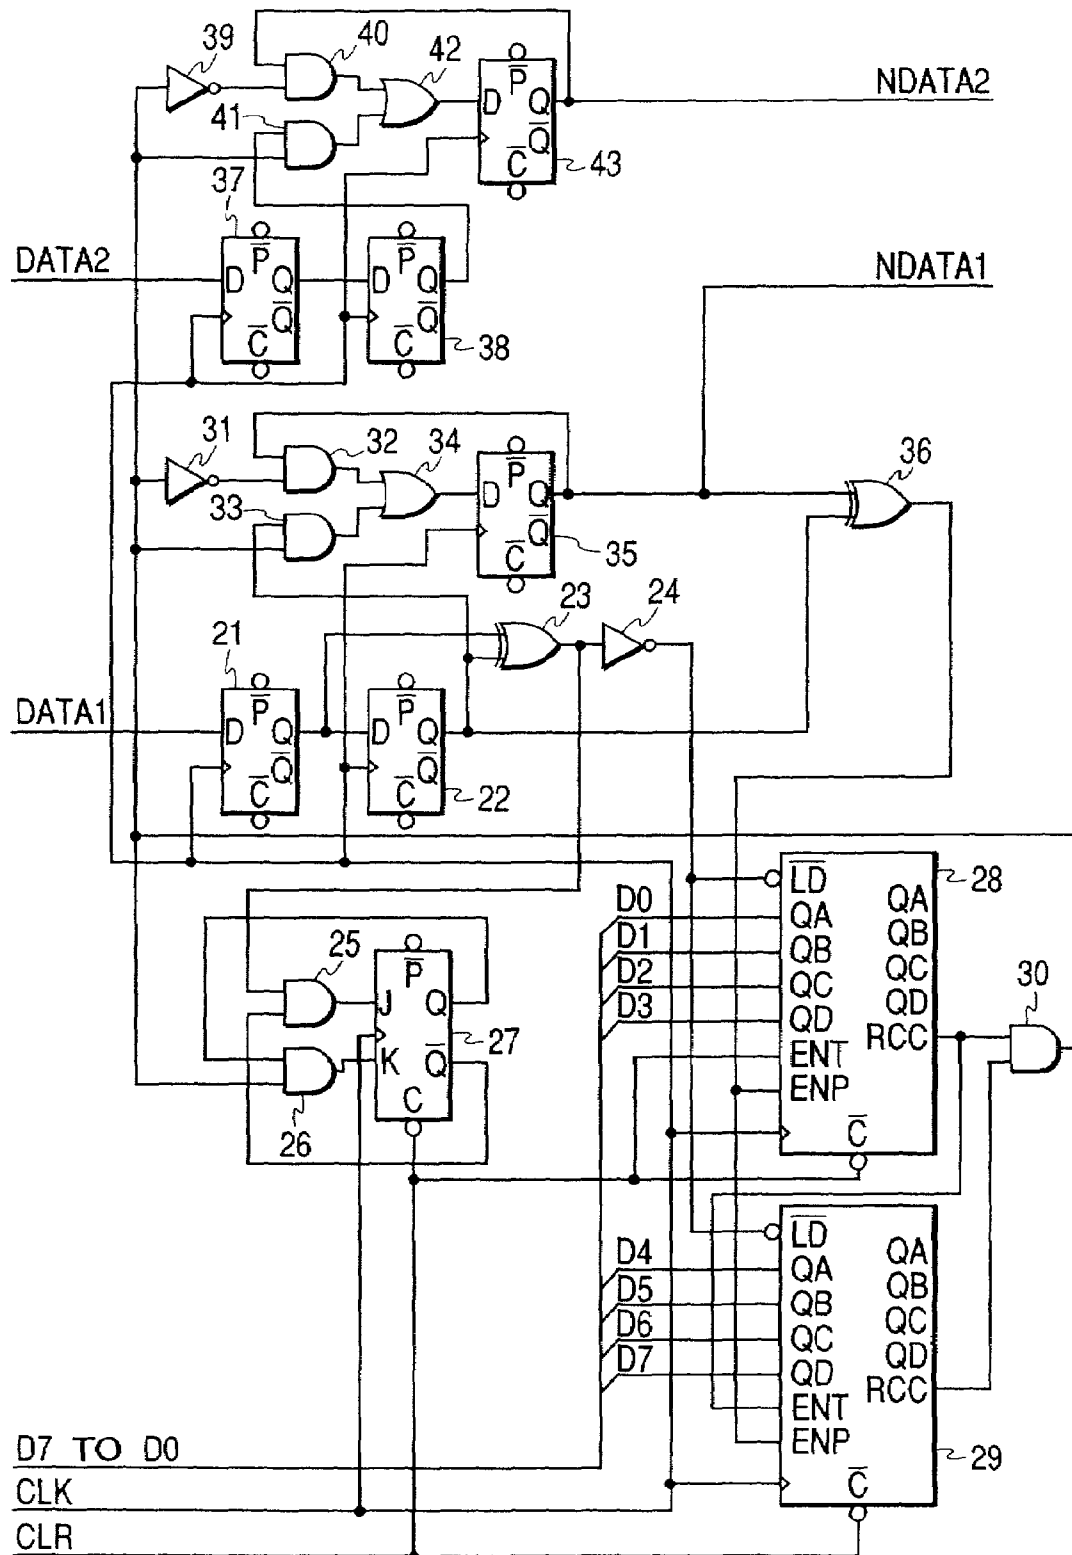 39
40
42
P̅
D
Q
Q̅
C̅
43
NDATA2
41
37
DATA2
P̅
D
Q
Q̅
C̅
P̅
D
Q
Q̅
C̅
38
NDATA1
31
32
34
P̅
D
Q
Q̅
C̅
35
36
33
23
24
21
DATA1
P̅
D
Q
Q̅
C̅
P̅
D
Q
Q̅
C̅
22
25
P̅
J
Q
K
Q̅
C
27
26
D0
D1
D2
D3
L̅D̅
QA
QB
QC
QD
ENT
ENP
QA
QB
QC
QD
RCC
C̅
28
30
D4
D5
D6
D7
L̅D̅
QA
QB
QC
QD
ENT
ENP
QA
QB
QC
QD
RCC
C̅
29
D7 TO D0
CLK
CLR